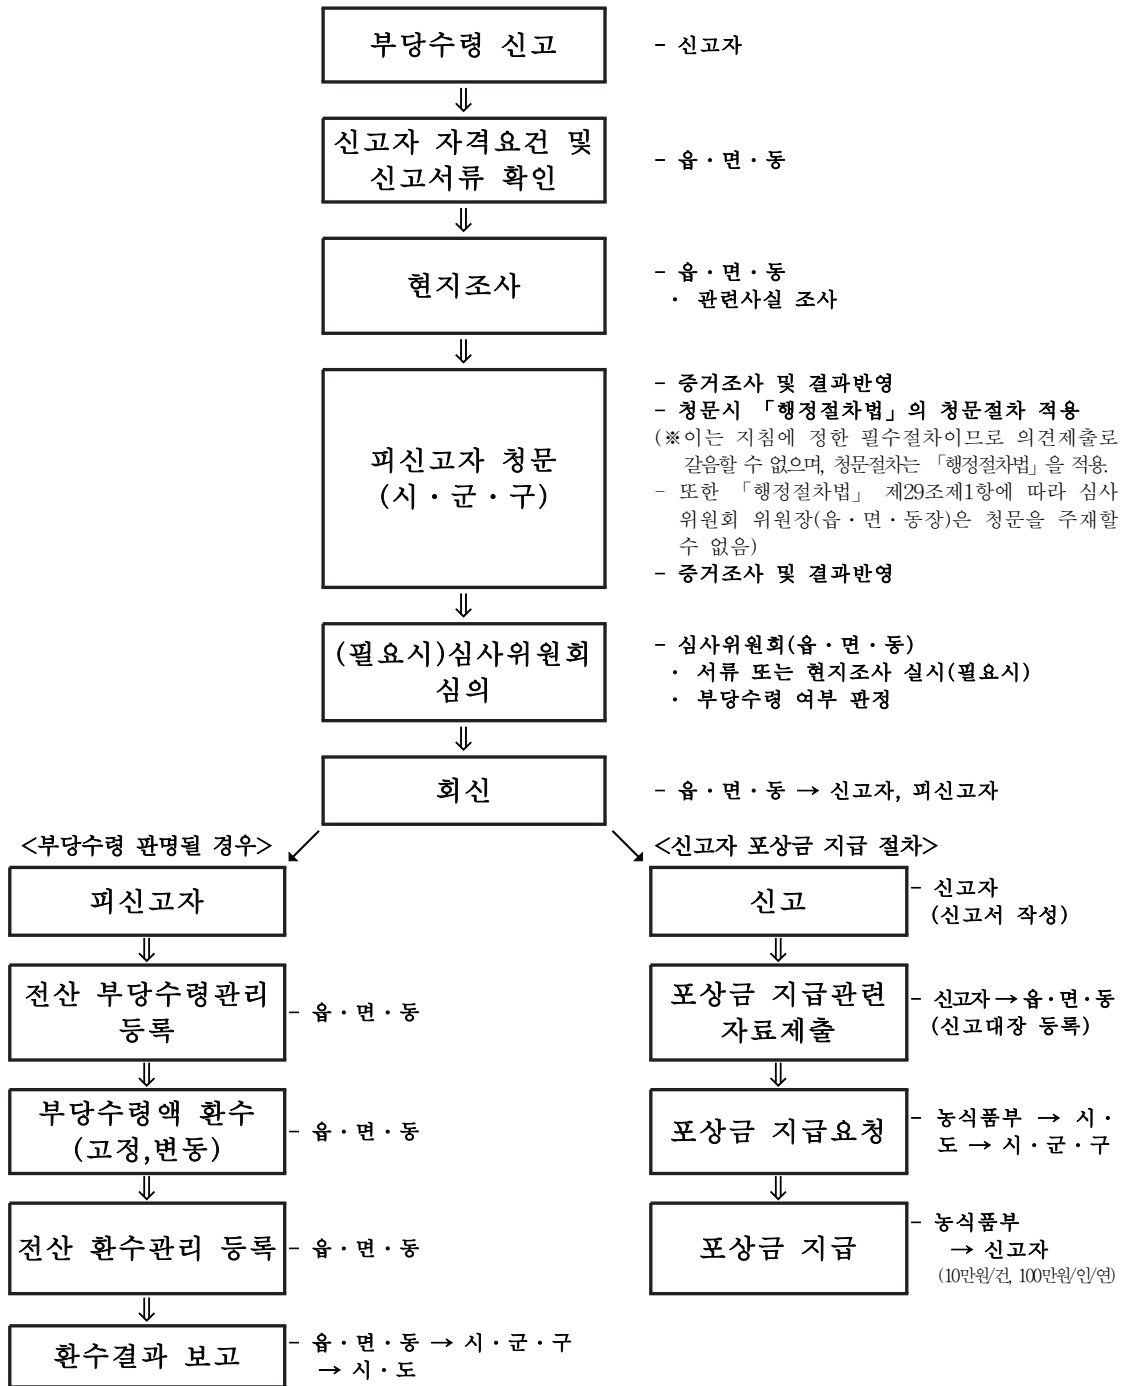 부당수령 신고
- 신고자
⇓
신고자 자격요건 및
신고서류 확인
- 읍·면·동
⇓
현지조사
- 읍·면·동
· 관련사실 조사
⇓
피신고자 청문
(시·군·구)
- 증거조사 및 결과반영
- 청문시 「행정절차법」의 청문절차 적용
(※이는 지침에 정한 필수절차이므로 의견제출로
갈음할 수 없으며, 청문절차는 「행정절차법」을 적용.
- 또한 「행정절차법」 제29조제1항에 따라 심사
위원회 위원장(읍·면·동장)은 청문을 주재할
수 없음)
- 증거조사 및 결과반영
⇓
(필요시)심사위원회
심의
- 심사위원회(읍·면·동)
· 서류 또는 현지조사 실시(필요시)
· 부당수령 여부 판정
⇓
회신
- 읍·면·동 → 신고자, 피신고자
<부당수령 판명될 경우>
피신고자
⇓
전산 부당수령관리
등록
- 읍·면·동
⇓
부당수령액 환수
(고정,변동)
- 읍·면·동
⇓
전산 환수관리 등록
- 읍·면·동
⇓
환수결과 보고
- 읍·면·동 → 시·군·구
→ 시·도
<신고자 포상금 지급 절차>
신고
- 신고자
(신고서 작성)
⇓
포상금 지급관련
자료제출
- 신고자→읍·면·동
(신고대장 등록)
⇓
포상금 지급요청
- 농식품부 → 시·
도 → 시·군·구
⇓
포상금 지급
- 농식품부
→ 신고자
(10만원/건, 100만원/인/연)